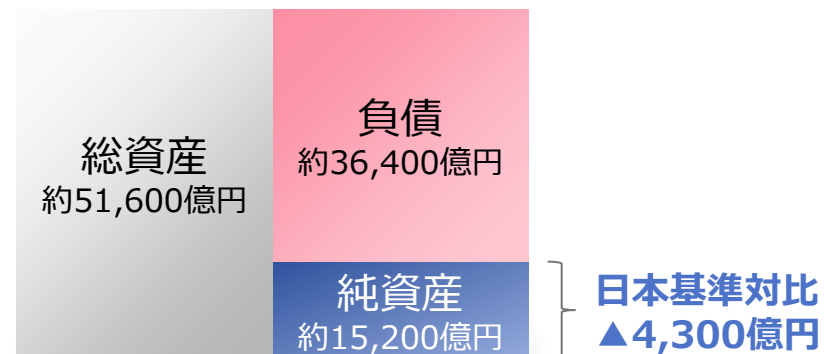 総資産
約51,600億円
負債
約36,400億円
純資産
約15,200億円
日本基準対比
▲4,300億円